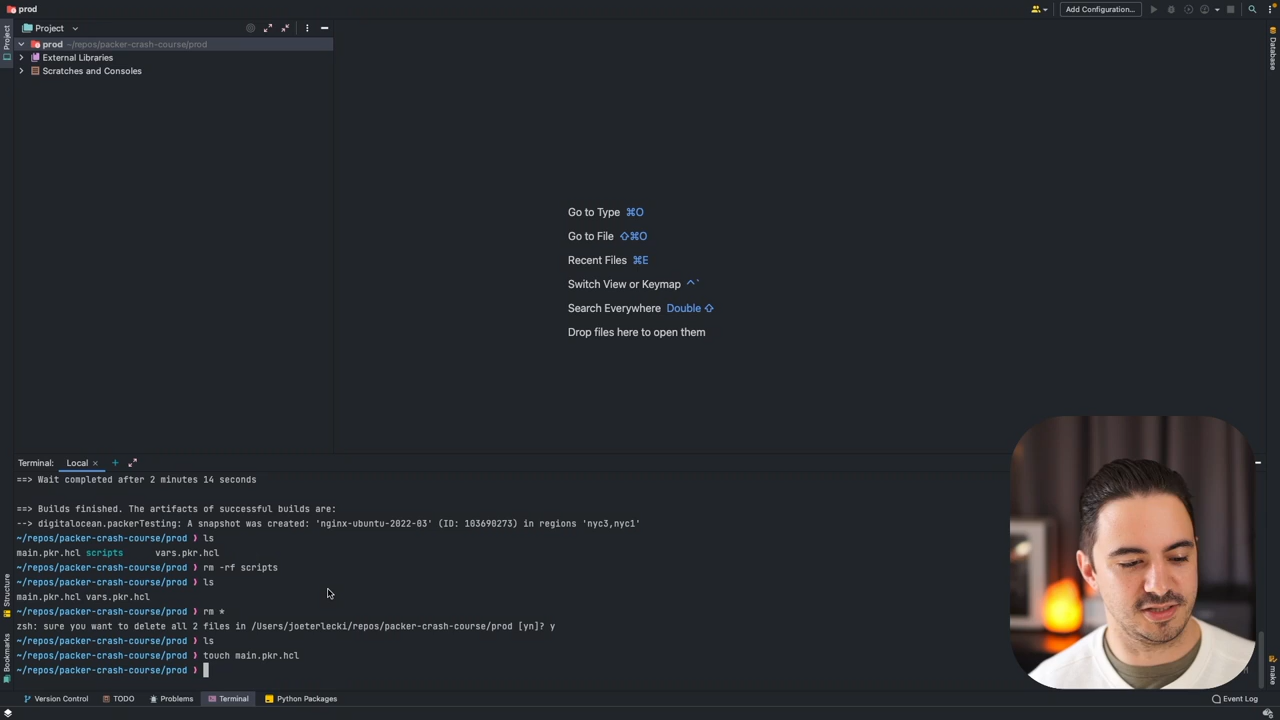 prod
Add Configuration...
Project
Project
prod ~/repos/packer-crash-course/prod
External Libraries
Scratches and Consoles
Database
Go to Type ⌘O
Go to File ⇧⌘O
Recent Files ⌘E
Switch View or Keymap ^`
Search Everywhere Double ⇧
Drop files here to open them
Terminal: Local × +
==> Wait completed after 2 minutes 14 seconds
==> Builds finished. The artifacts of successful builds are:
--> digitalocean.packerTesting: A snapshot was created: 'nginx-ubuntu-2022-03' (ID: 103690273) in regions 'nyc3,nyc1'
~/repos/packer-crash-course/prod ❯ ls
main.pkr.hcl scripts vars.pkr.hcl
~/repos/packer-crash-course/prod ❯ rm -rf scripts
~/repos/packer-crash-course/prod ❯ ls
main.pkr.hcl vars.pkr.hcl
~/repos/packer-crash-course/prod ❯ rm *
zsh: sure you want to delete all 2 files in /Users/joeterlecki/repos/packer-crash-course/prod [yn]? y
~/repos/packer-crash-course/prod ❯ ls
~/repos/packer-crash-course/prod ❯ touch main.pkr.hcl
~/repos/packer-crash-course/prod ❯
Structure
Bookmarks
make
Version Control TODO Problems Terminal Python Packages Event Log